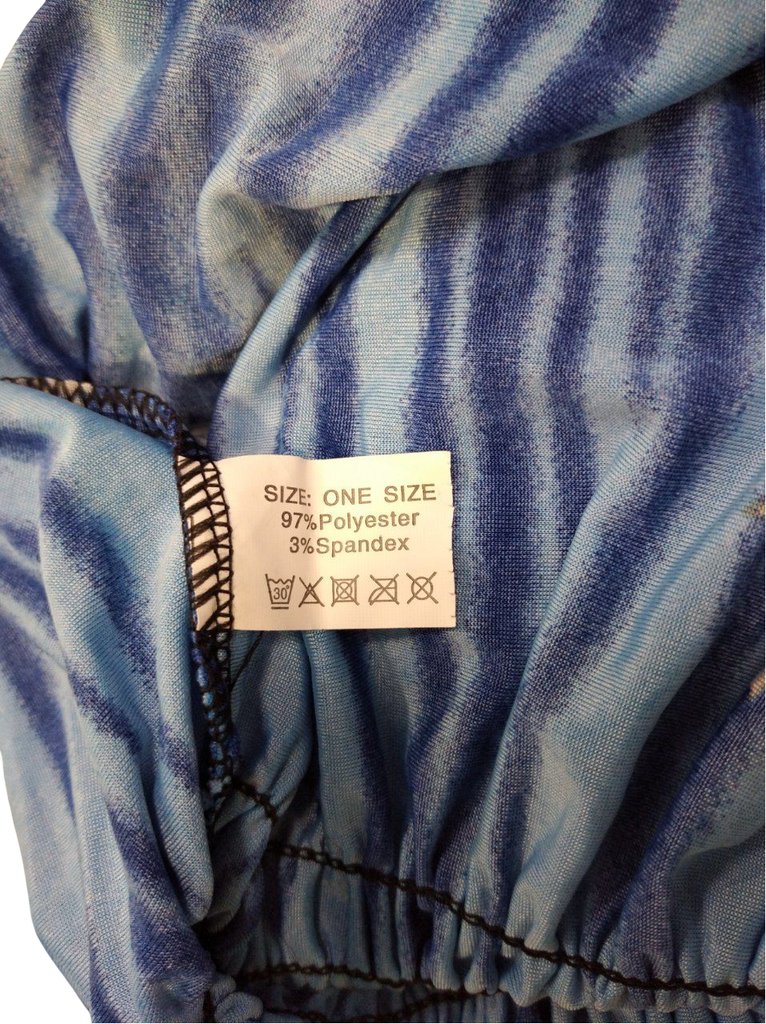 SIZE: ONE SIZE
97%Polyester
3%Spandex
30°